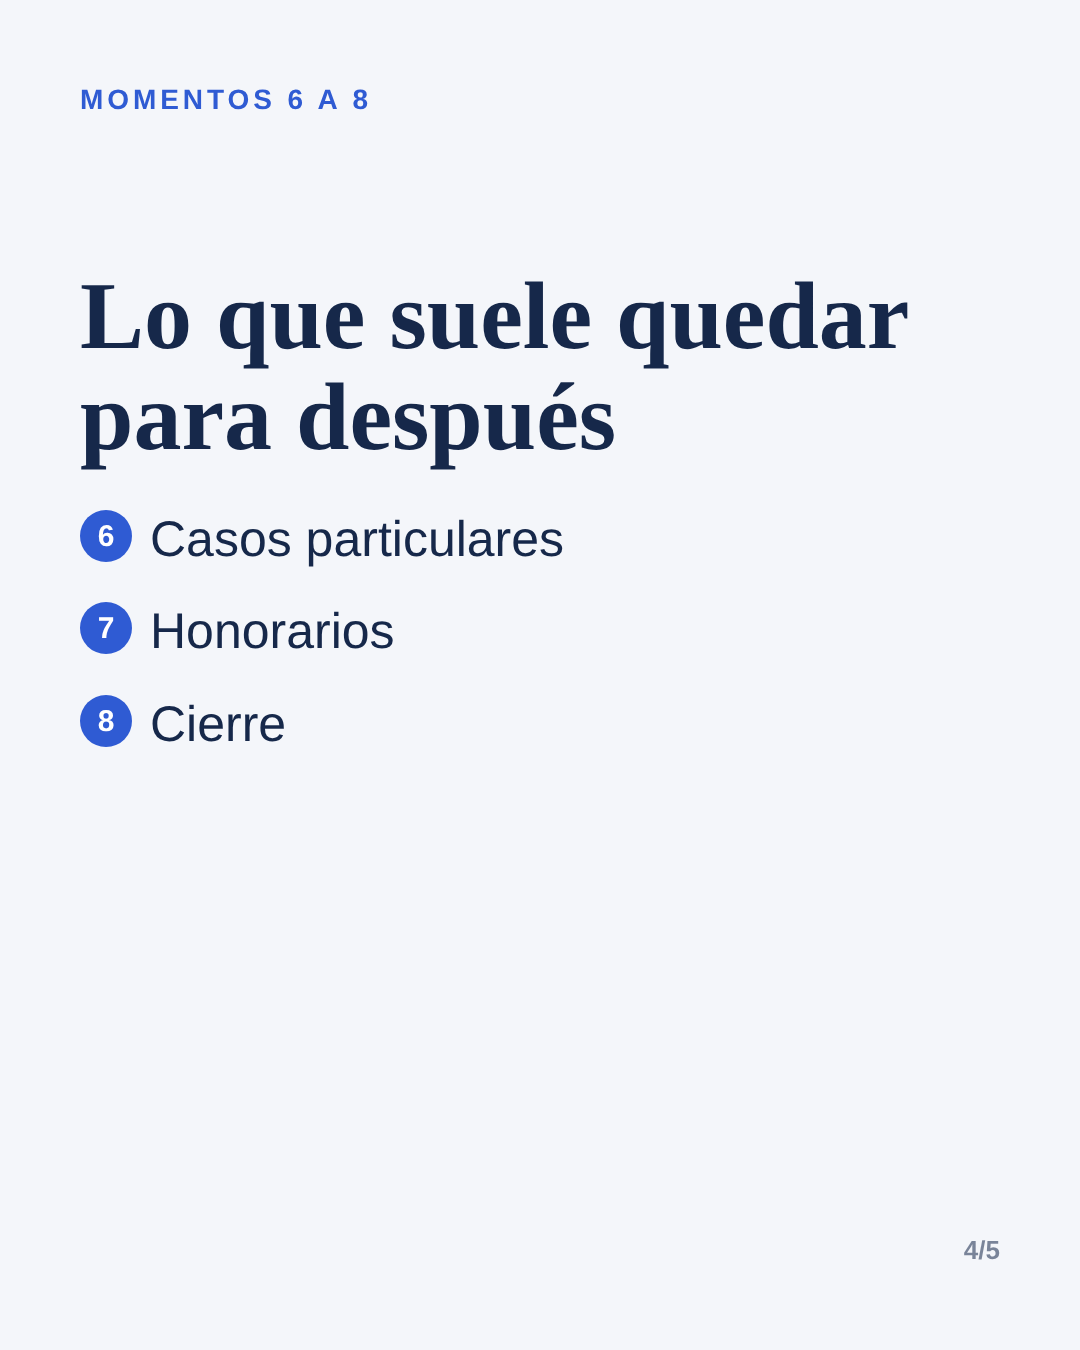 MOMENTOS 6 A 8
Lo que suele quedar
para después
6 Casos particulares
7 Honorarios
8 Cierre
4/5